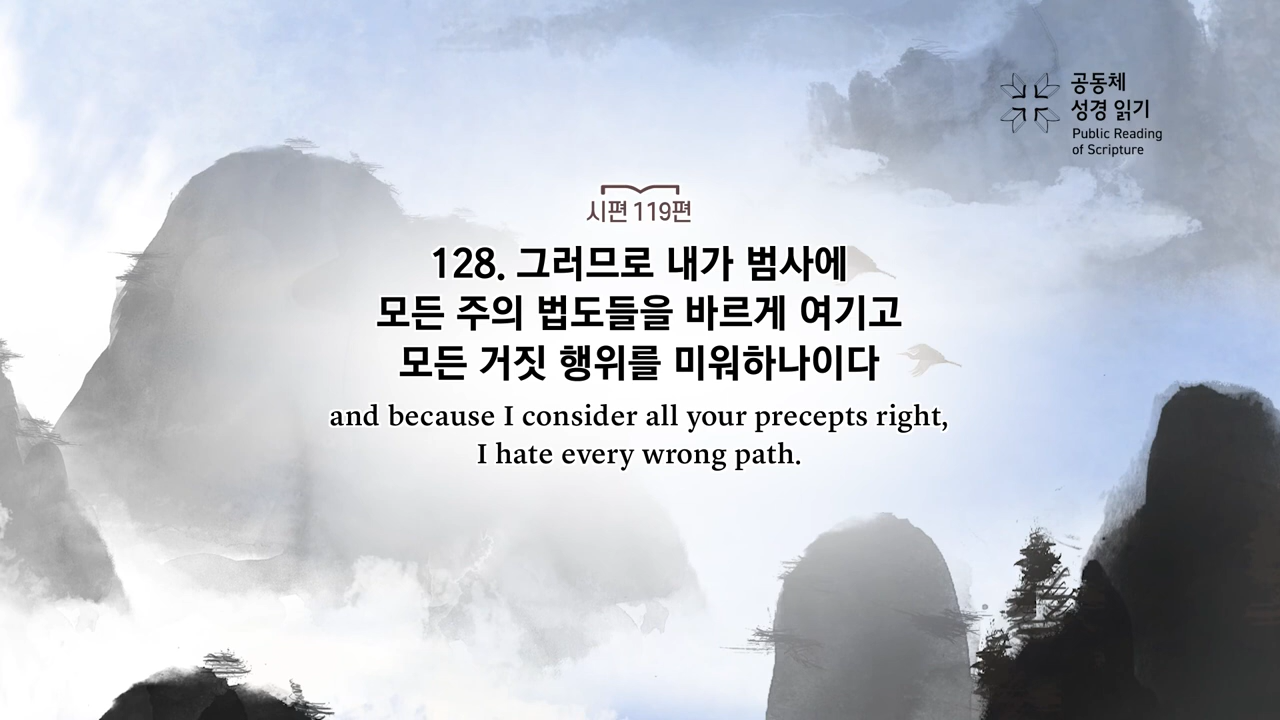 공동체
성경 읽기
Public Reading
of Scripture
시편 119편
128. 그러므로 내가 범사에
모든 주의 법도들을 바르게 여기고
모든 거짓 행위를 미워하나이다
and because I consider all your precepts right,
I hate every wrong path.